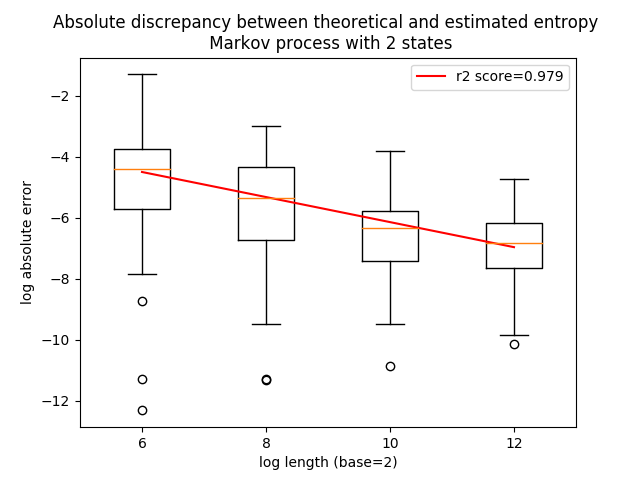 Absolute discrepancy between theoretical and estimated entropy
Markov process with 2 states
r2 score=0.979
−2
−4
−6
−8
−10
−12
log absolute error
6 8 10 12
log length (base=2)